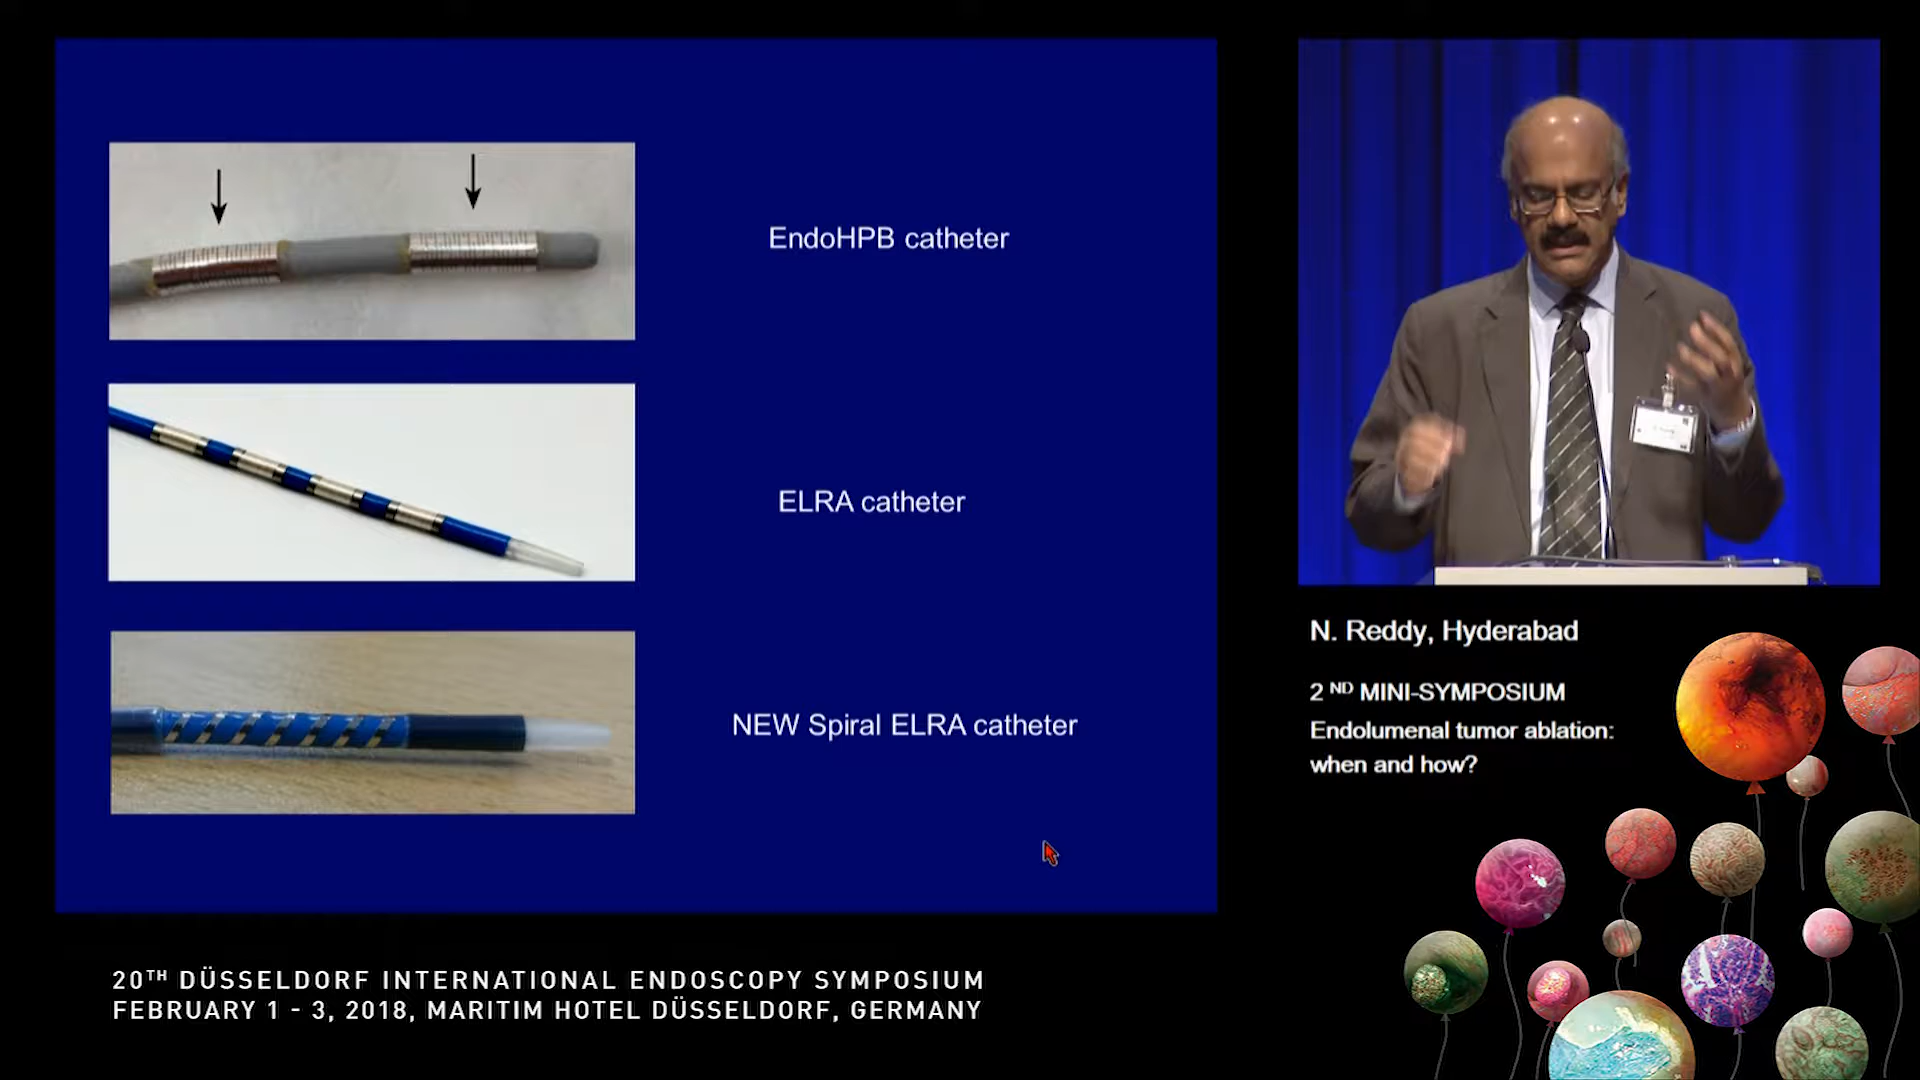 EndoHPB catheter
ELRA catheter
NEW Spiral ELRA catheter
N. Reddy, Hyderabad
2 ND MINI-SYMPOSIUM
Endolumenal tumor ablation:
when and how?
20TH DÜSSELDORF INTERNATIONAL ENDOSCOPY SYMPOSIUM
FEBRUARY 1 - 3, 2018, MARITIM HOTEL DÜSSELDORF, GERMANY